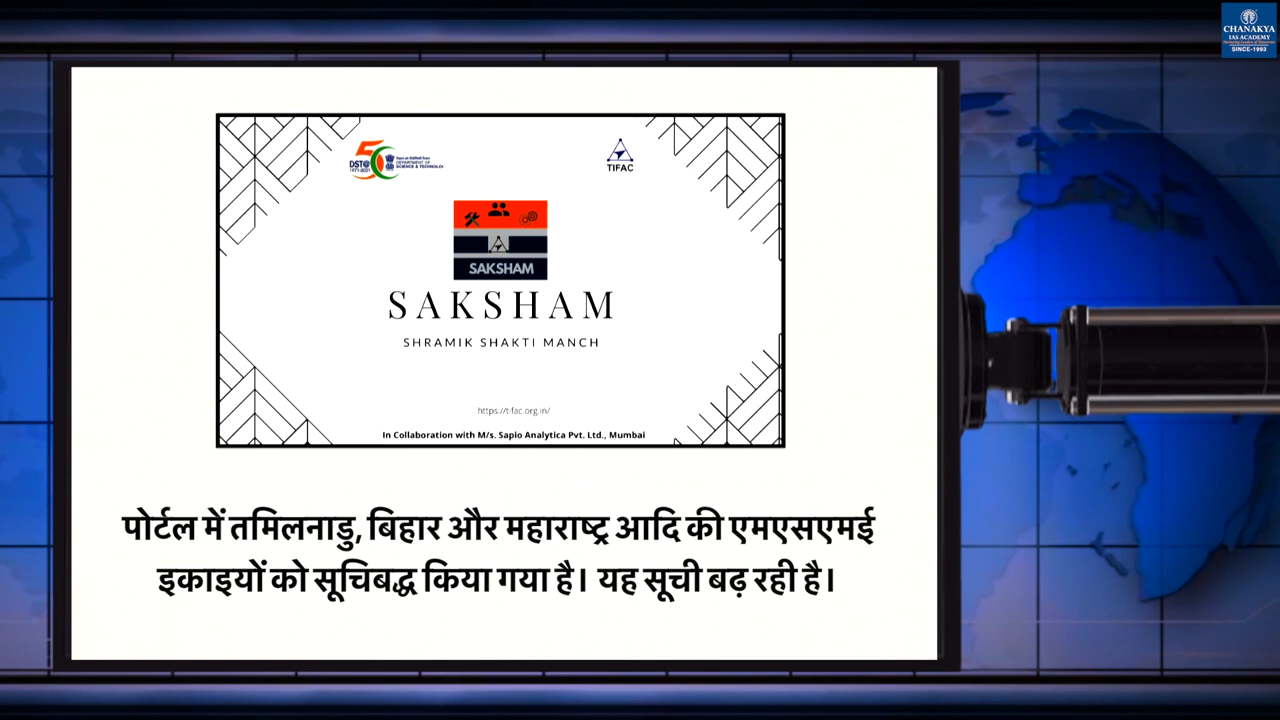 CHANAKYA
IAS ACADEMY
SINCE-1993
DST@
1971-2021
DEPARTMENT OF
SCIENCE & TECHNOLOGY
TIFAC
SAKSHAM
SAKSHAM
SHRAMIK SHAKTI MANCH
https://tifac.org.in/
In Collaboration with M/s. Sapio Analytica Pvt. Ltd., Mumbai
पोर्टल में तमिलनाडु, बिहार और महाराष्ट्र आदि की एमएसएमई
इकाइयों को सूचिबद्ध किया गया है। यह सूची बढ़ रही है।